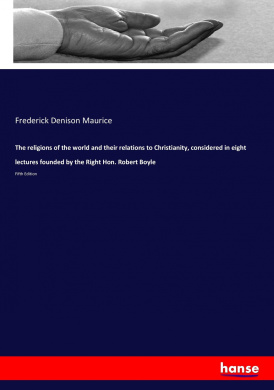 Frederick Denison Maurice
The religions of the world and their relations to Christianity, considered in eight
lectures founded by the Right Hon. Robert Boyle
Fifth Edition
hanse